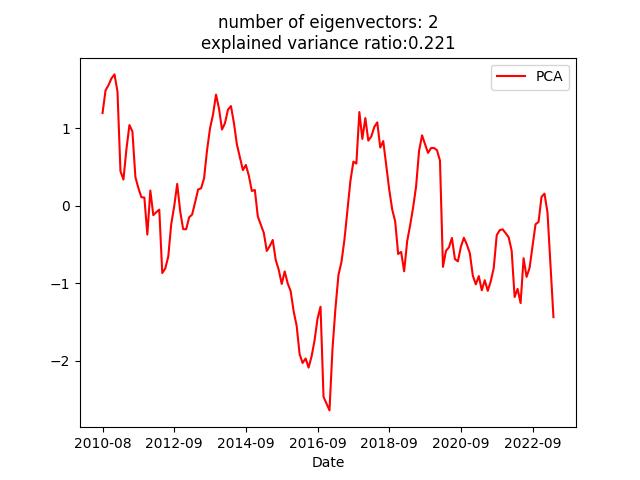 number of eigenvectors: 2
explained variance ratio:0.221
PCA
1
0
−1
−2
2010-08 2012-09 2014-09 2016-09 2018-09 2020-09 2022-09
Date